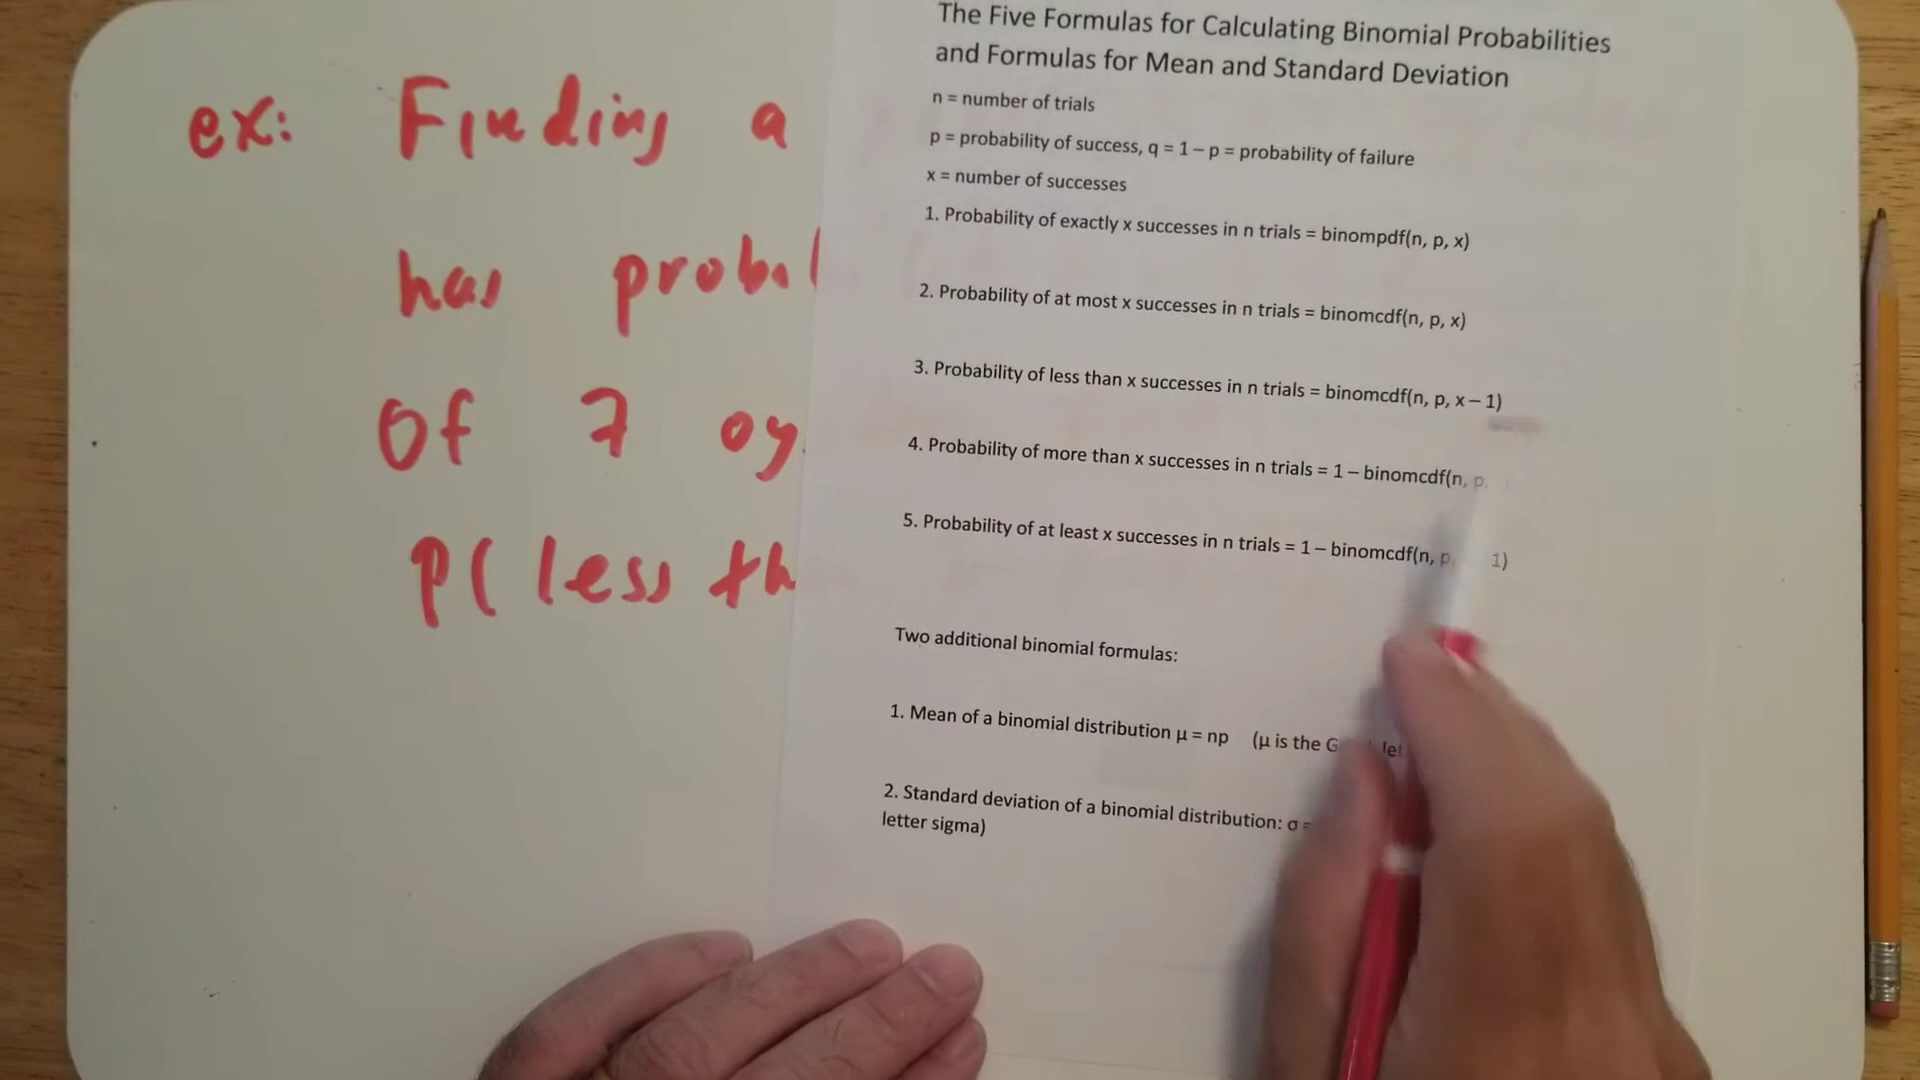 ex: Finding a
has
of 7
P( less
The Five Formulas for Calculating Binomial Probabilities
and Formulas for Mean and Standard Deviation
n = number of trials
p = probability of success, q = 1 – p = probability of failure
x = number of successes
1. Probability of exactly x successes in n trials = binompdf(n, p, x)
2. Probability of at most x successes in n trials = binomcdf(n, p, x)
3. Probability of less than x successes in n trials = binomcdf(n, p, x – 1)
4. Probability of more than x successes in n trials = 1 – binomcdf(n, p,
5. Probability of at least x successes in n trials = 1 – binomcdf(n, p 1)
Two additional binomial formulas:
1. Mean of a binomial distribution μ = np (μ is the
2. Standard deviation of a binomial distribution: σ =
letter sigma)